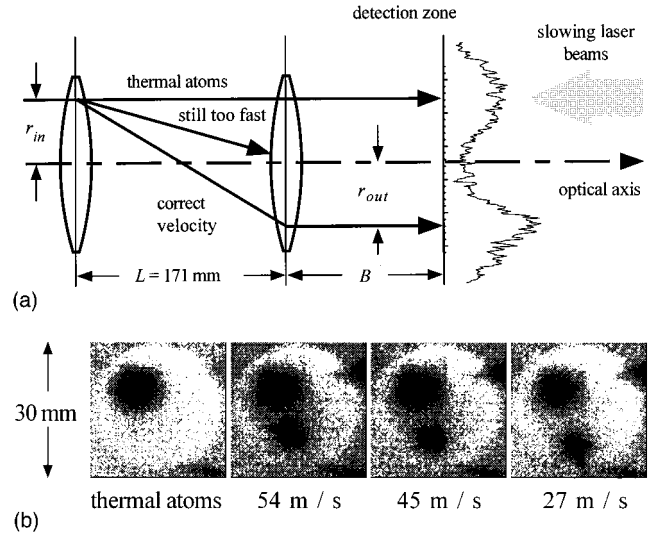 detection zone
slowing laser
beams
thermal atoms
still too fast
r_in
correct
velocity
r_out
optical axis
L = 171 mm
B
(a)
30 mm
thermal atoms
54 m / s
45 m / s
27 m / s
(b)